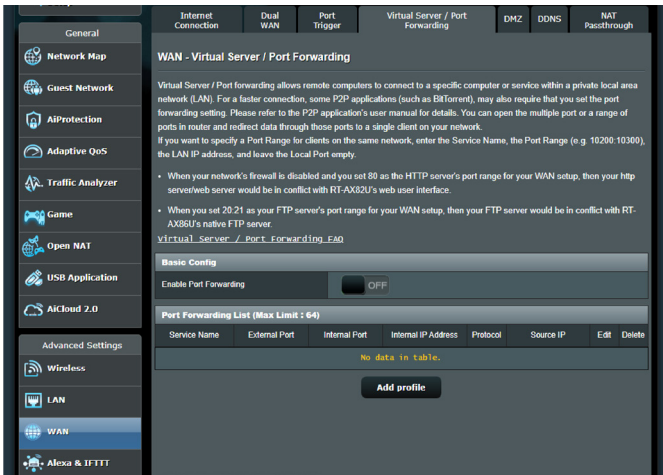 General
Network Map
Guest Network
AiProtection
Adaptive QoS
Traffic Analyzer
Game
Open NAT
USB Application
AiCloud 2.0
Advanced Settings
Wireless
LAN
WAN
Alexa & IFTTT
Internet Connection
Dual WAN
Port Trigger
Virtual Server / Port Forwarding
DMZ
DDNS
NAT Passthrough
WAN - Virtual Server / Port Forwarding
Virtual Server / Port forwarding allows remote computers to connect to a specific computer or service within a private local area
network (LAN). For a faster connection, some P2P applications (such as BitTorrent), may also require that you set the port
forwarding setting. Please refer to the P2P application's user manual for details. You can open the multiple port or a range of
ports in router and redirect data through those ports to a single client on your network.
If you want to specify a Port Range for clients on the same network, enter the Service Name, the Port Range (e.g. 10200:10300),
the LAN IP address, and leave the Local Port empty.
• When your network's firewall is disabled and you set 80 as the HTTP server's port range for your WAN setup, then your http
server/web server would be in conflict with RT-AX82U's web user interface.
• When you set 20:21 as your FTP server's port range for your WAN setup, then your FTP server would be in conflict with RT-
AX86U's native FTP server.
Virtual Server / Port Forwarding FAQ
Basic Config
Enable Port Forwarding OFF
Port Forwarding List (Max Limit : 64)
Service Name External Port Internal Port Internal IP Address Protocol Source IP Edit Delete
No data in table.
Add profile